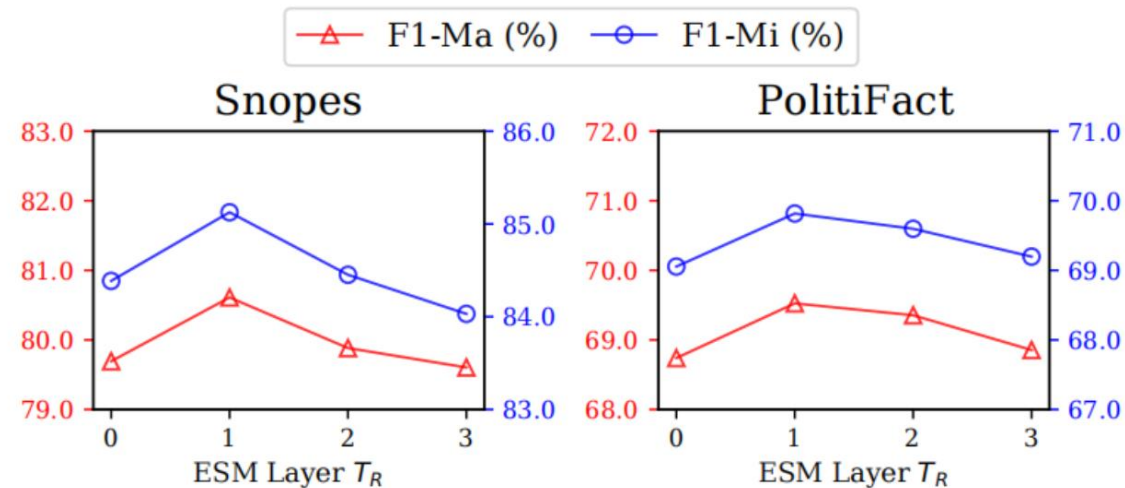 F1-Ma (%) F1-Mi (%)
Snopes
83.0
82.0
81.0
80.0
79.0
86.0
85.0
84.0
83.0
0 1 2 3
ESM Layer T_R
PolitiFact
72.0
71.0
70.0
69.0
68.0
71.0
70.0
69.0
68.0
67.0
0 1 2 3
ESM Layer T_R